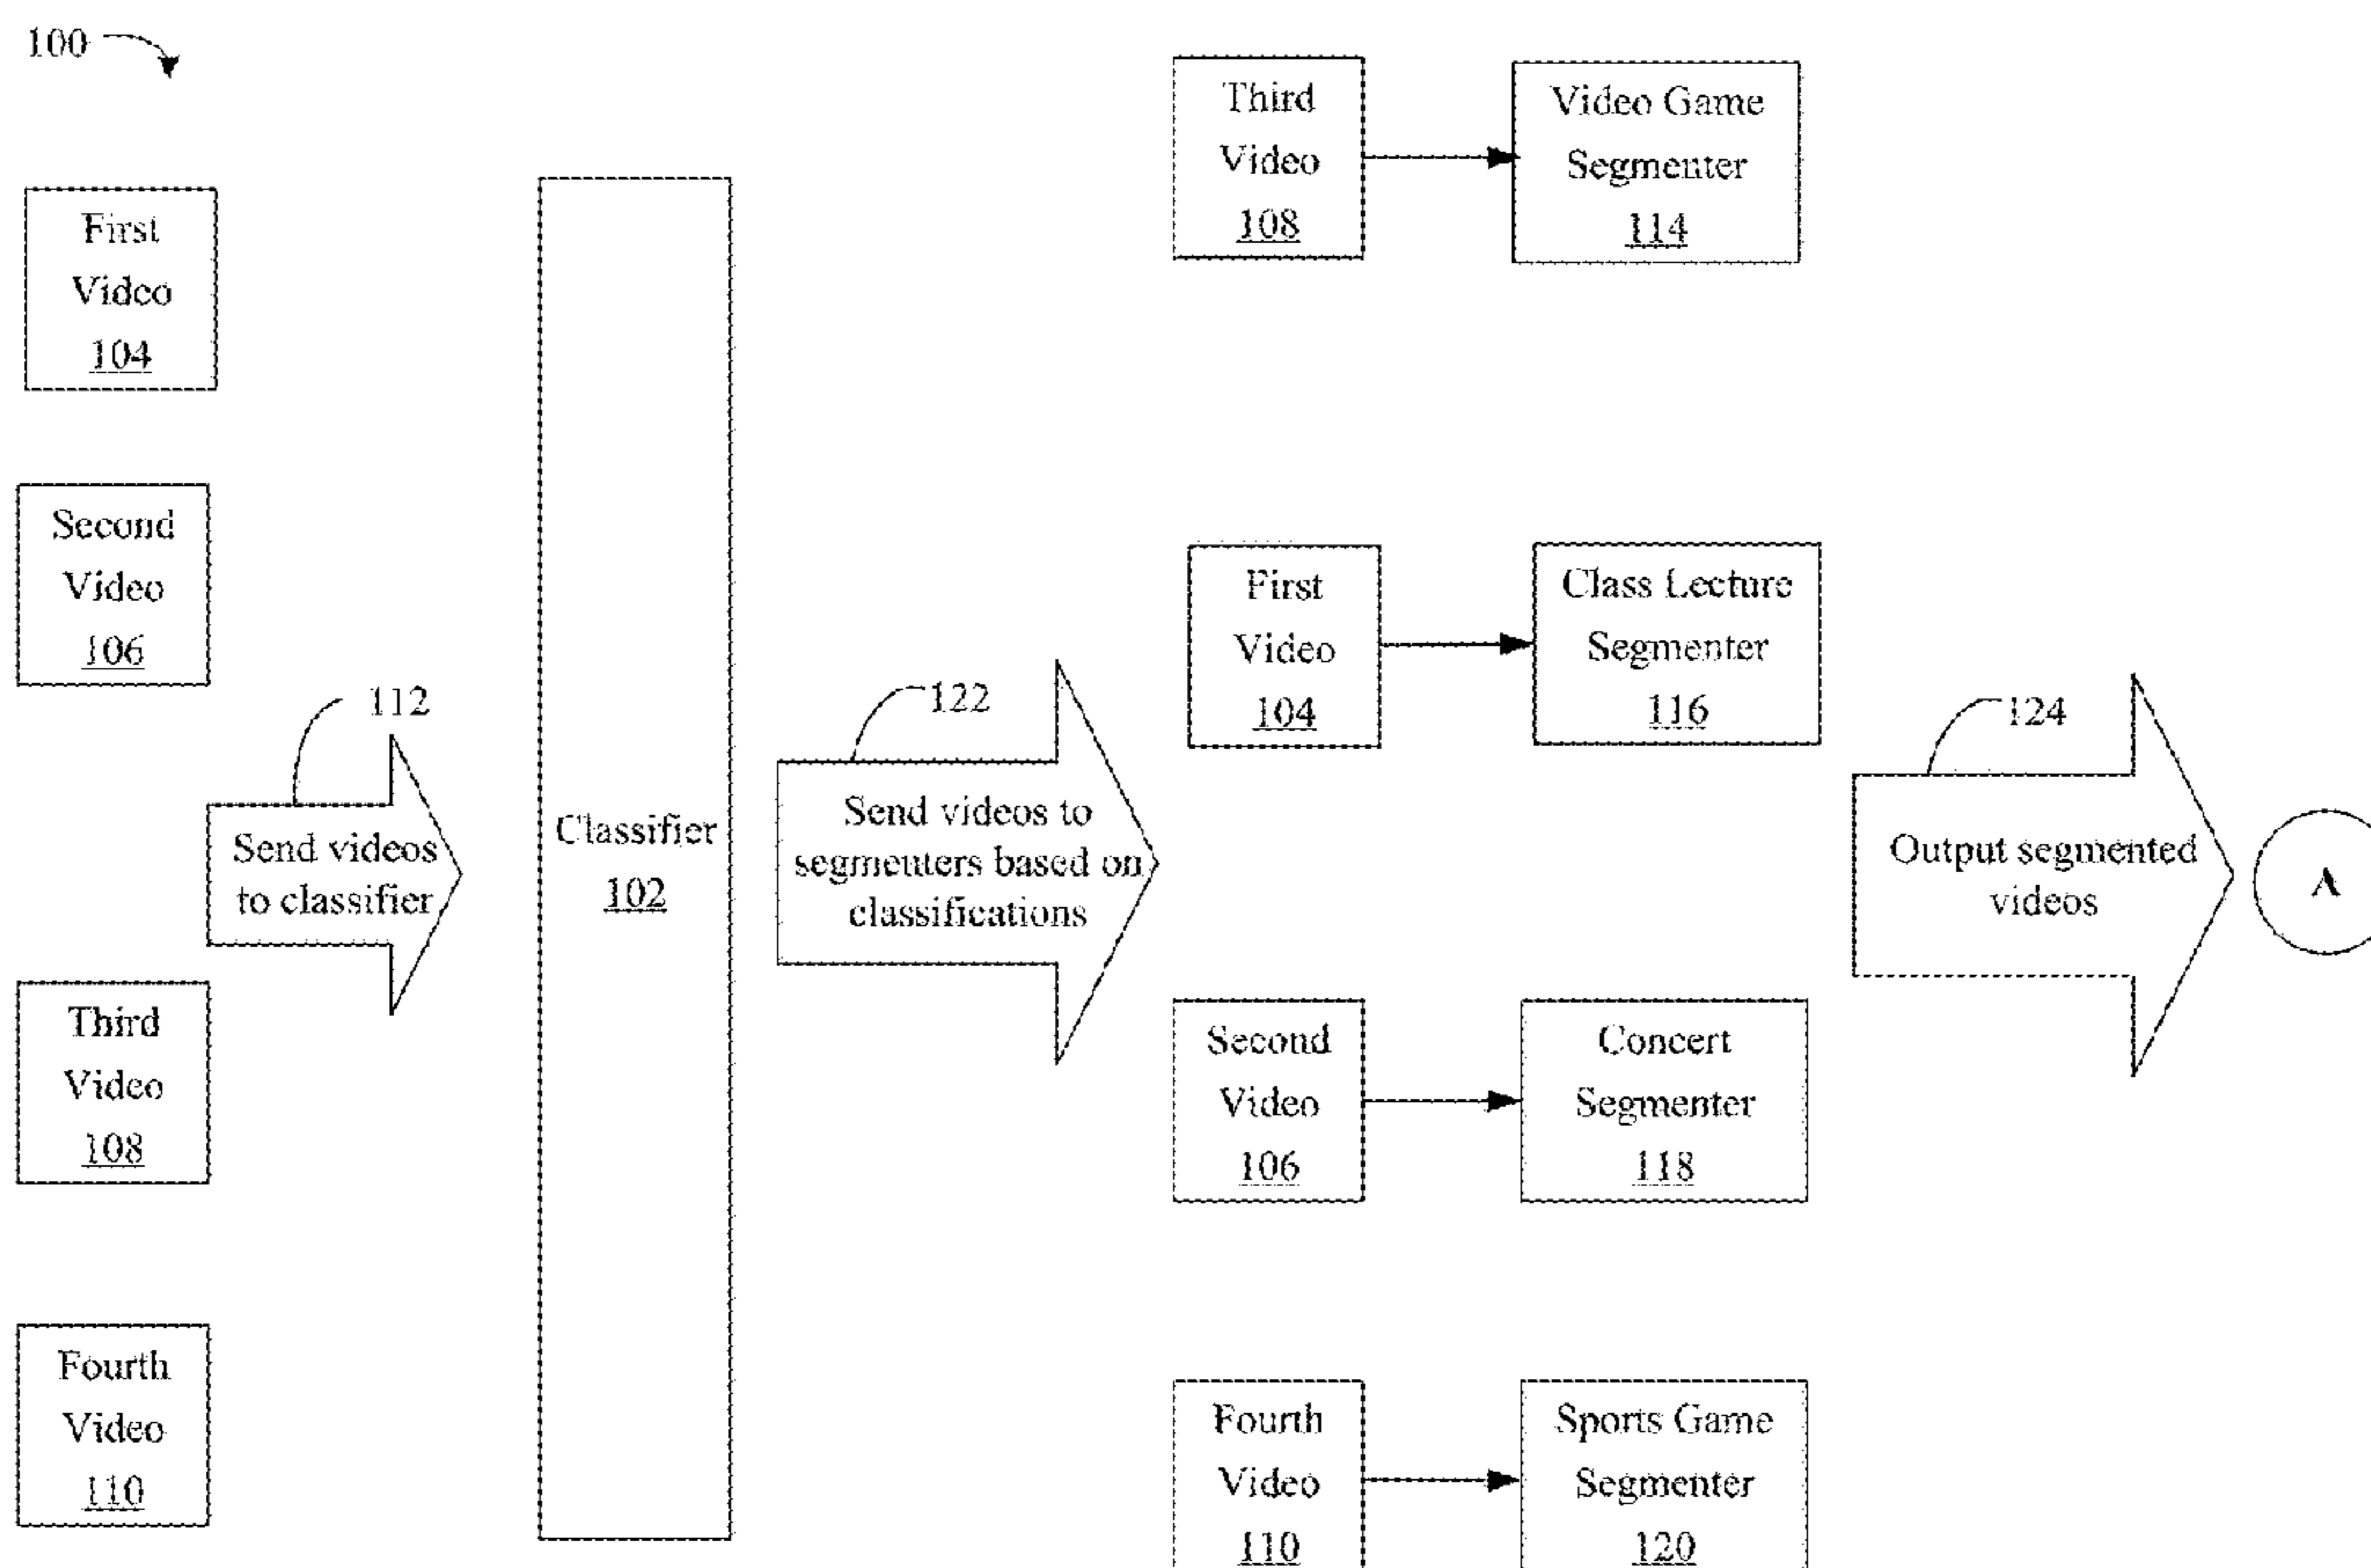 100
First
Video
104
Second
Video
106
Third
Video
108
Fourth
Video
110
112
Send videos
to classifier
Classifier
102
122
Send videos to
segmenters based on
classifications
Third
Video
108
Video Game
Segmenter
114
First
Video
104
Class Lecture
Segmenter
116
Second
Video
106
Concert
Segmenter
118
Fourth
Video
110
Sports Game
Segmenter
120
124
Output segmented
videos
A